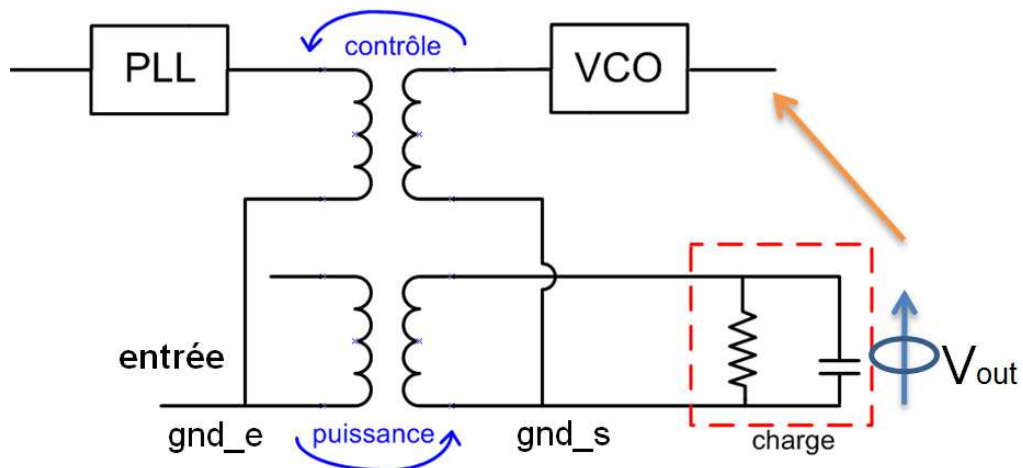 contrôle
PLL
VCO
entrée
gnd_e
puissance
gnd_s
charge
Vout